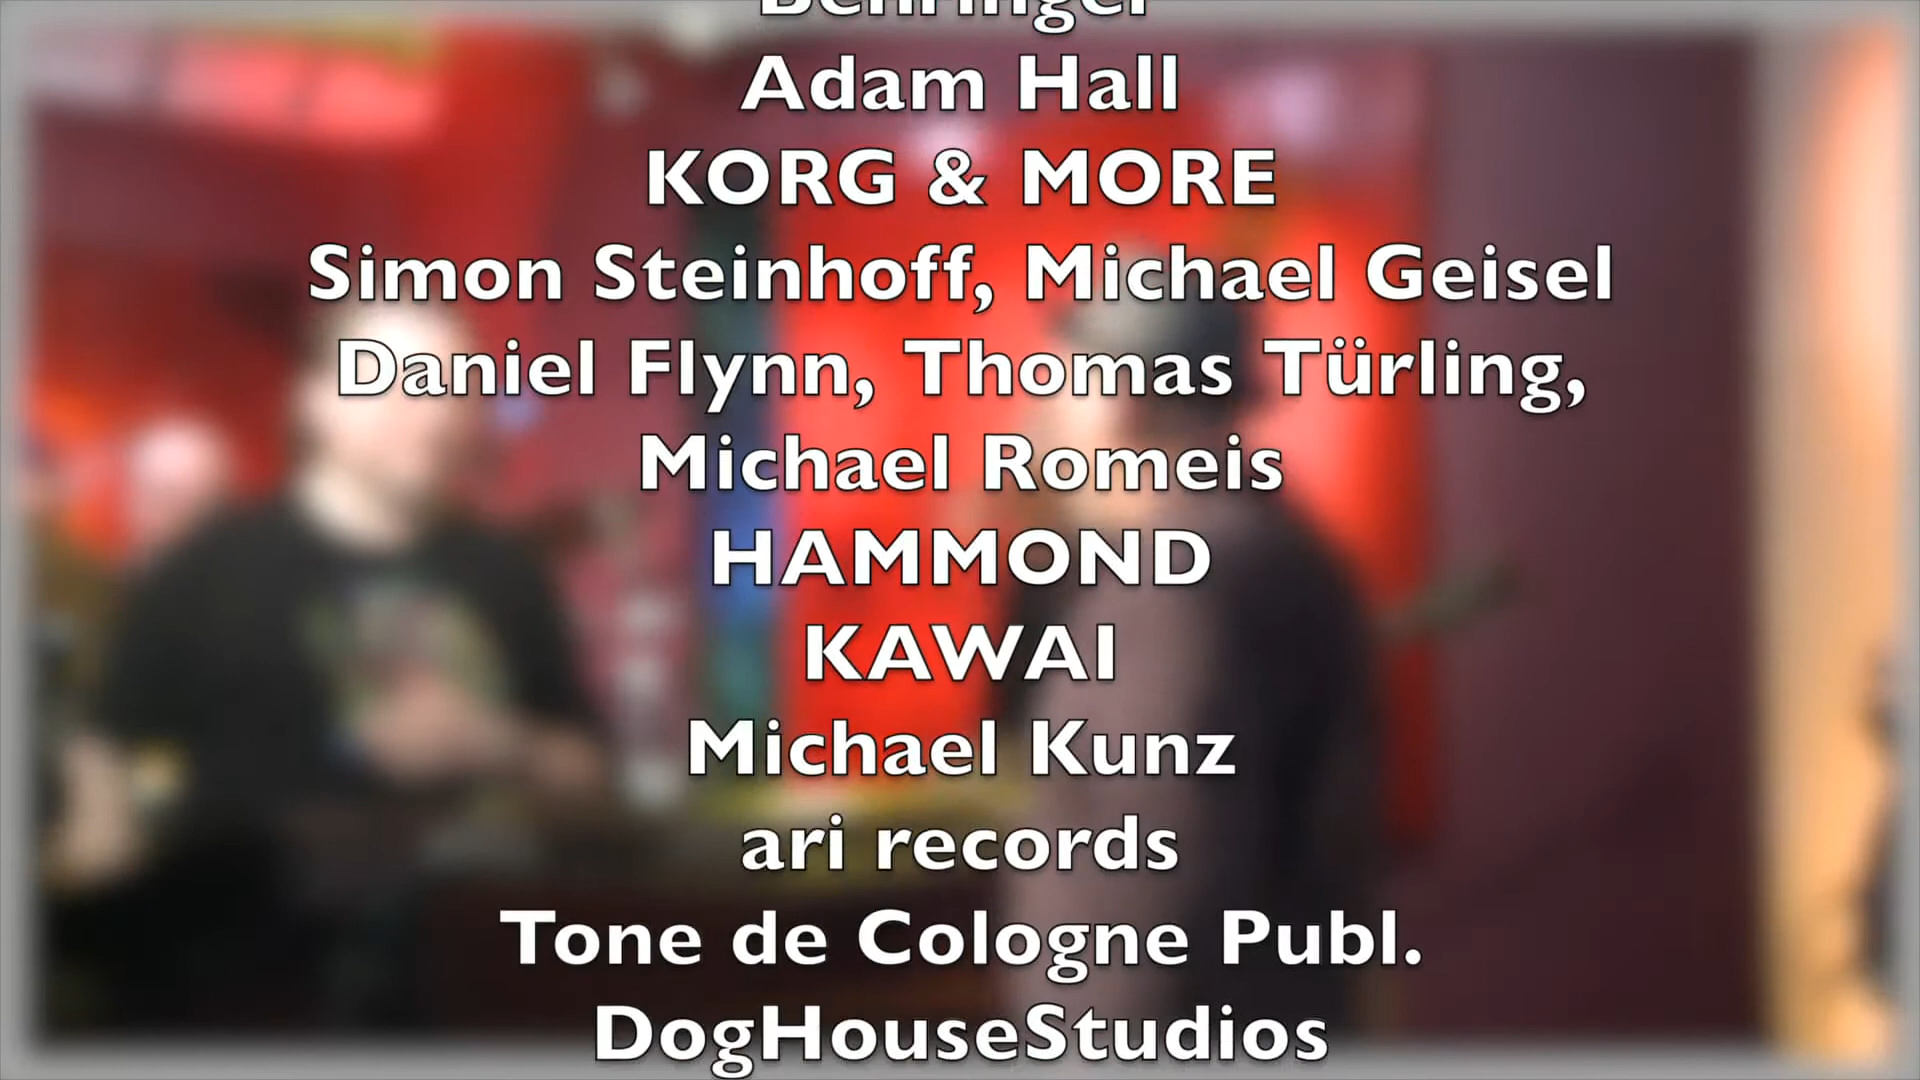 Behringer
Adam Hall
KORG & MORE
Simon Steinhoff, Michael Geisel
Daniel Flynn, Thomas Türling,
Michael Romeis
HAMMOND
KAWAI
Michael Kunz
ari records
Tone de Cologne Publ.
DogHouseStudios